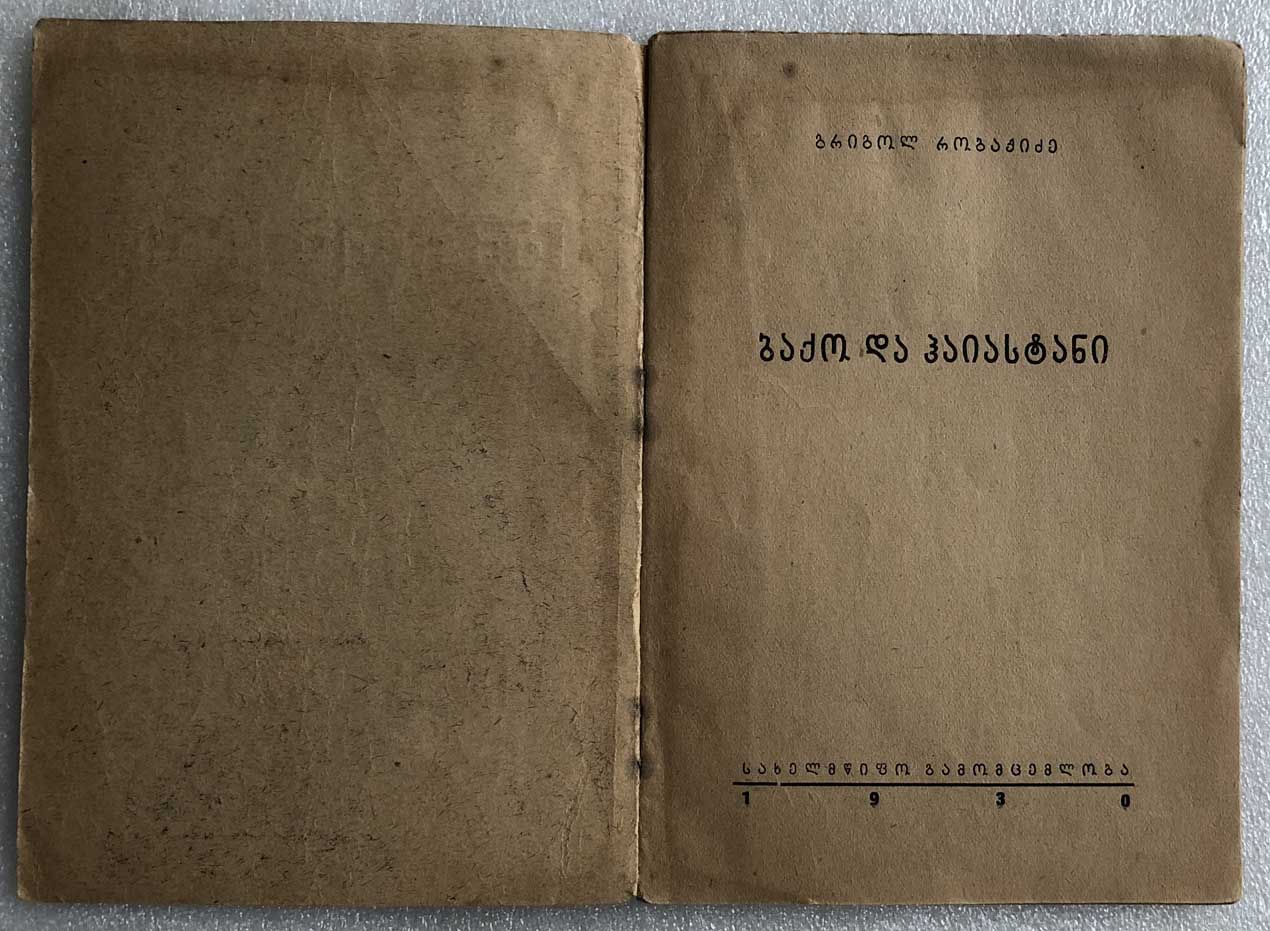 გრიგოლ რობაქიძე
ბაქო და ჰაიასტანი
სახელმწიფო გამომცემლობა
1930